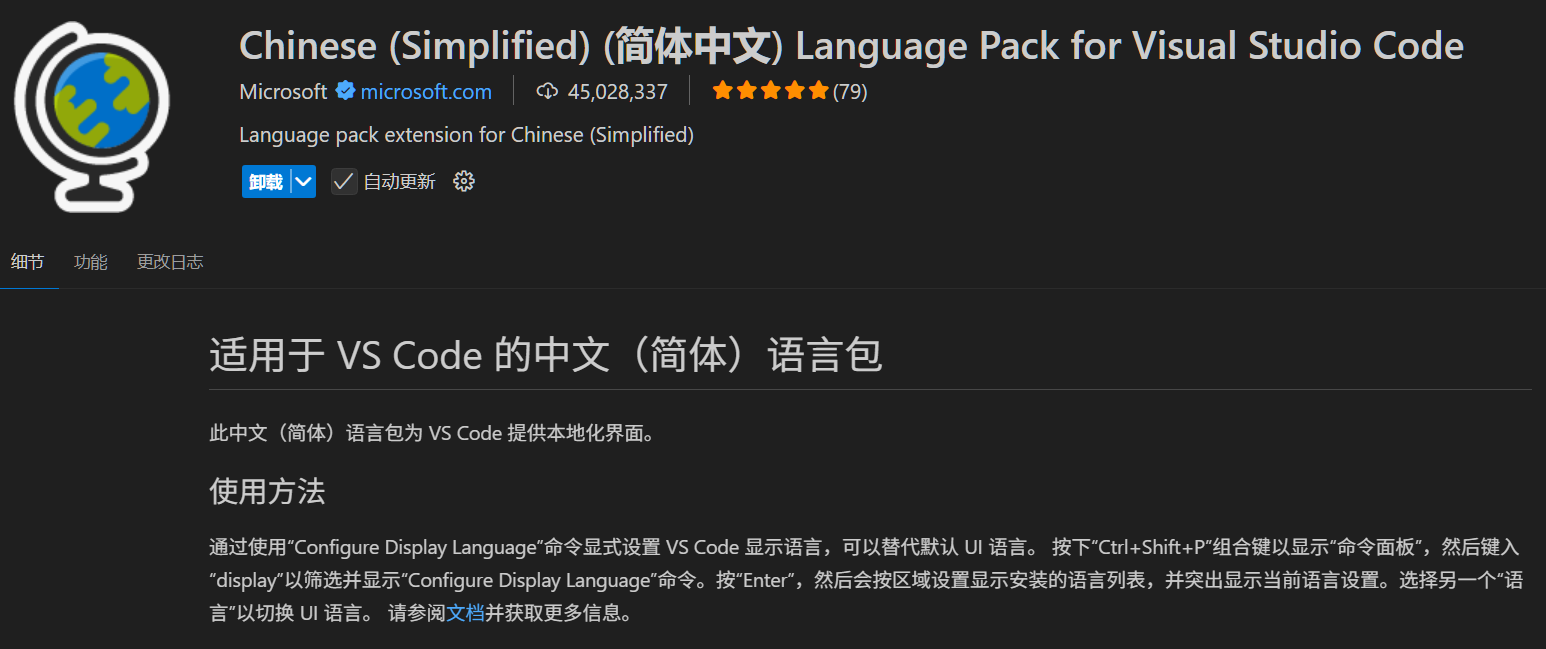 Chinese (Simplified) (简体中文) Language Pack for Visual Studio Code
Microsoft microsoft.com 45,028,337 (79)
Language pack extension for Chinese (Simplified)
卸载 自动更新
细节 功能 更改日志
适用于 VS Code 的中文（简体）语言包
此中文（简体）语言包为 VS Code 提供本地化界面。
使用方法
通过使用“Configure Display Language”命令显式设置 VS Code 显示语言，可以替代默认 UI 语言。 按下“Ctrl+Shift+P”组合键以显示“命令面板”，然后键入
“display”以筛选并显示“Configure Display Language”命令。按“Enter”，然后会按区域设置显示安装的语言列表，并突出显示当前语言设置。选择另一个“语
言”以切换 UI 语言。 请参阅文档并获取更多信息。